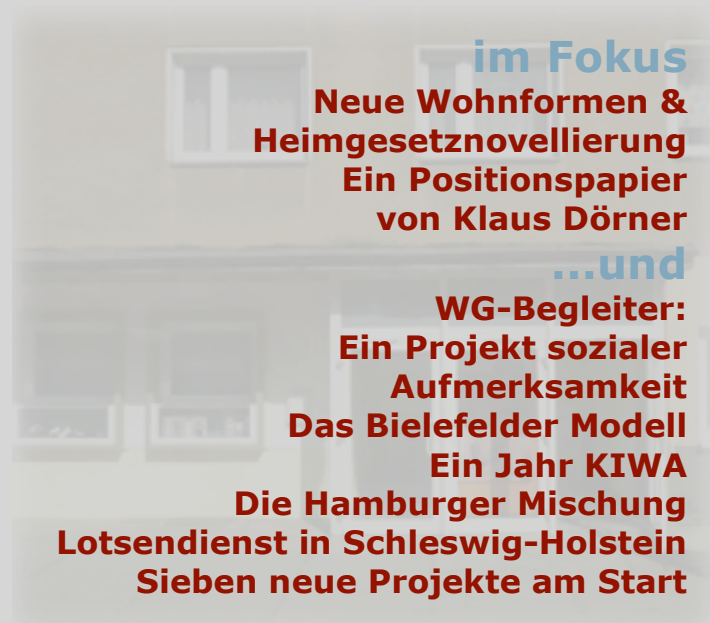 im Fokus
Neue Wohnformen &
Heimgesetznovellierung
Ein Positionspapier
von Klaus Dörner
...und
WG-Begleiter:
Ein Projekt sozialer
Aufmerksamkeit
Das Bielefelder Modell
Ein Jahr KIWA
Die Hamburger Mischung
Lotsendienst in Schleswig-Holstein
Sieben neue Projekte am Start